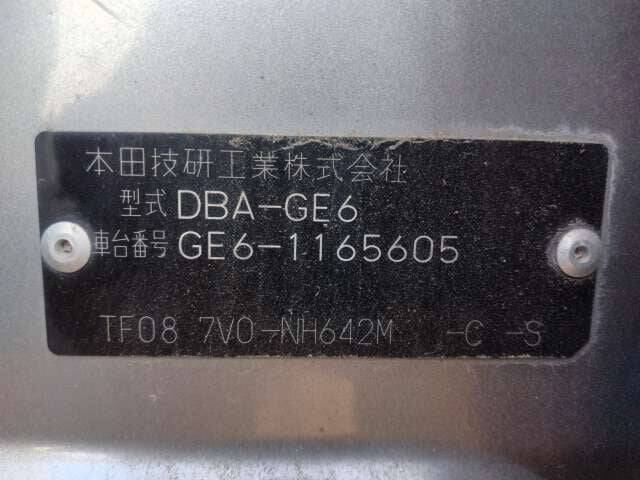 本田技研工業株式会社
型式 DBA-GE6
車台番号 GE6-1165605
TF08 7V0-NH642M -C -S